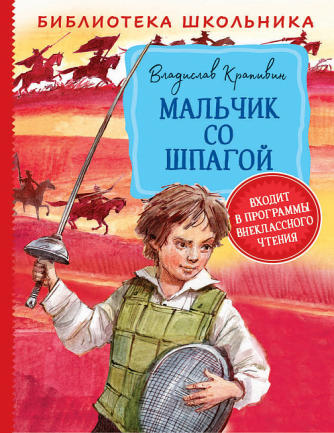 БИБЛИОТЕКА ШКОЛЬНИКА
Владислав Крапивин
МАЛЬЧИК
СО
ШПАГОЙ
ВХОДИТ
В ПРОГРАММЫ
ВНЕКЛАССНОГО
ЧТЕНИЯ